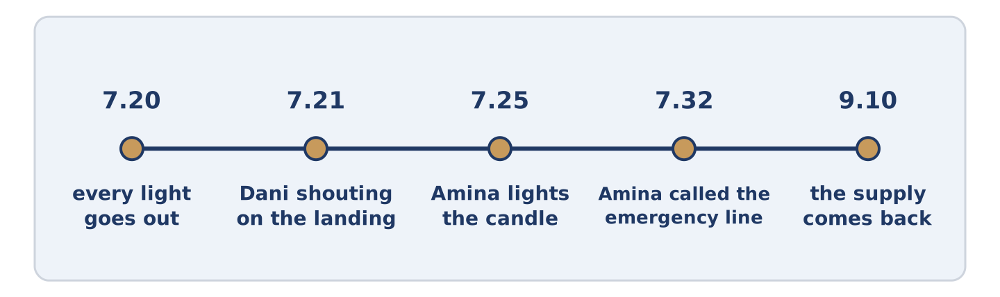 7.20
7.21
7.25
7.32
9.10
every light
goes out
Dani shouting
on the landing
Amina lights
the candle
Amina called the
emergency line
the supply
comes back